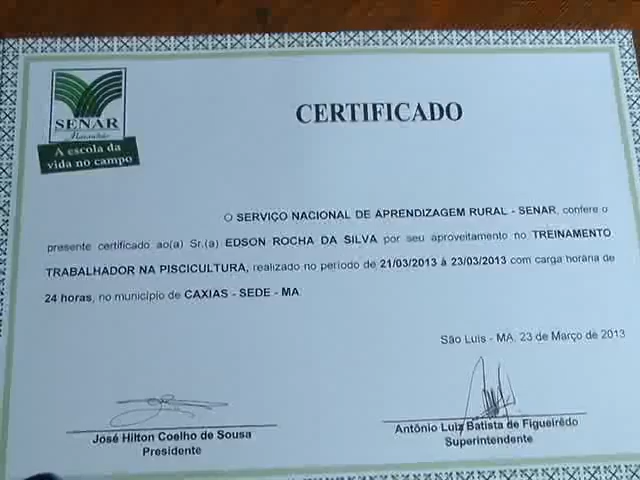 SENAR
Maranhão
A escola da
vida no campo
CERTIFICADO
O SERVIÇO NACIONAL DE APRENDIZAGEM RURAL - SENAR, confere o
presente certificado ao(a) Sr.(a) EDSON ROCHA DA SILVA por seu aproveitamento no TREINAMENTO
TRABALHADOR NA PISCICULTURA, realizado no período de 21/03/2013 à 23/03/2013 com carga horária de
24 horas, no município de CAXIAS - SEDE - MA
São Luis - MA, 23 de Março de 2013
José Hilton Coelho de Sousa
Presidente
Antônio Luiz Batista de Figueirêdo
Superintendente